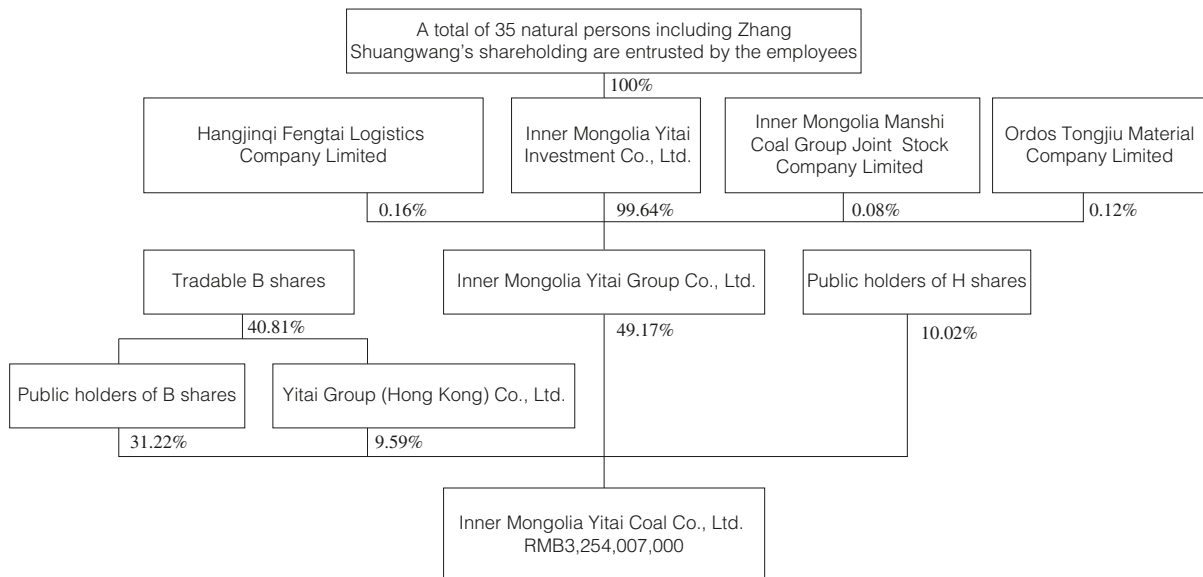 A total of 35 natural persons including Zhang
Shuangwang’s shareholding are entrusted by the employees
100%
Hangjinqi Fengtai Logistics
Company Limited
Inner Mongolia Yitai
Investment Co., Ltd.
Inner Mongolia Manshi
Coal Group Joint Stock
Company Limited
Ordos Tongjiu Material
Company Limited
0.16%
99.64%
0.08%
0.12%
Tradable B shares
Inner Mongolia Yitai Group Co., Ltd.
Public holders of H shares
40.81%
49.17%
10.02%
Public holders of B shares
Yitai Group (Hong Kong) Co., Ltd.
31.22%
9.59%
Inner Mongolia Yitai Coal Co., Ltd.
RMB3,254,007,000